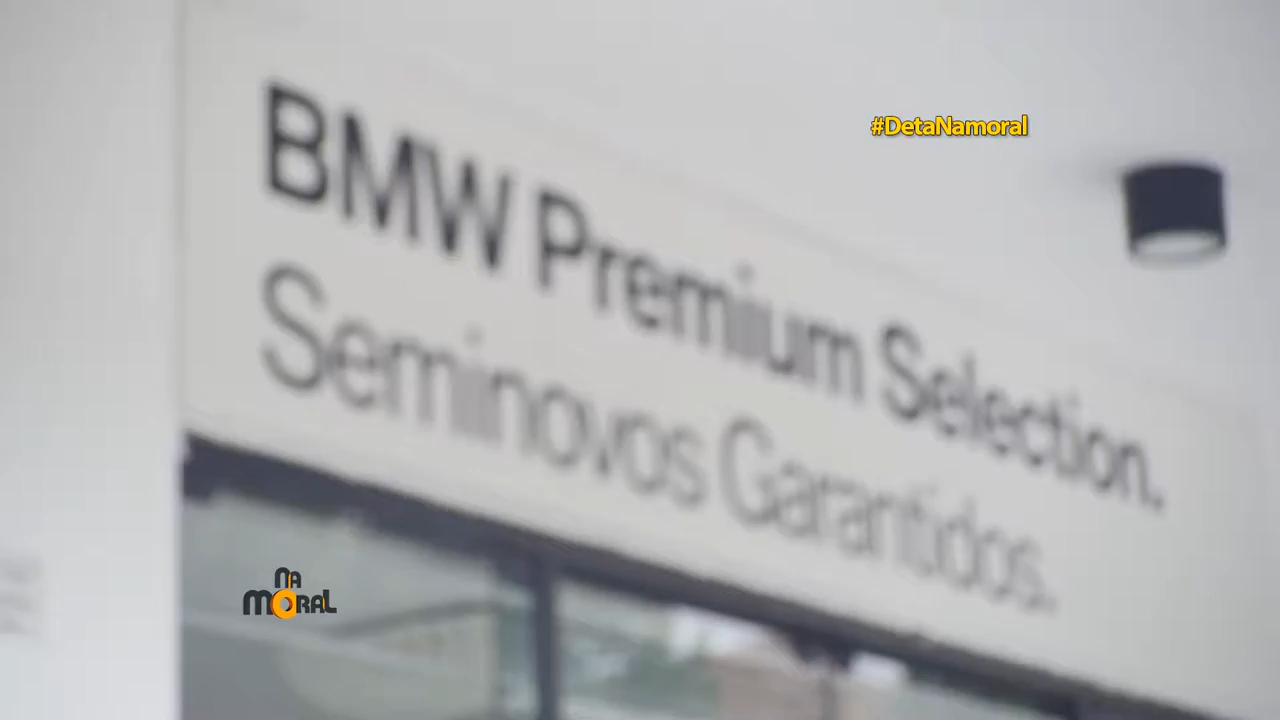 #DetaNamoral
BMW Premium Selection.
Seminovos Garantidos.
NA
MORAL